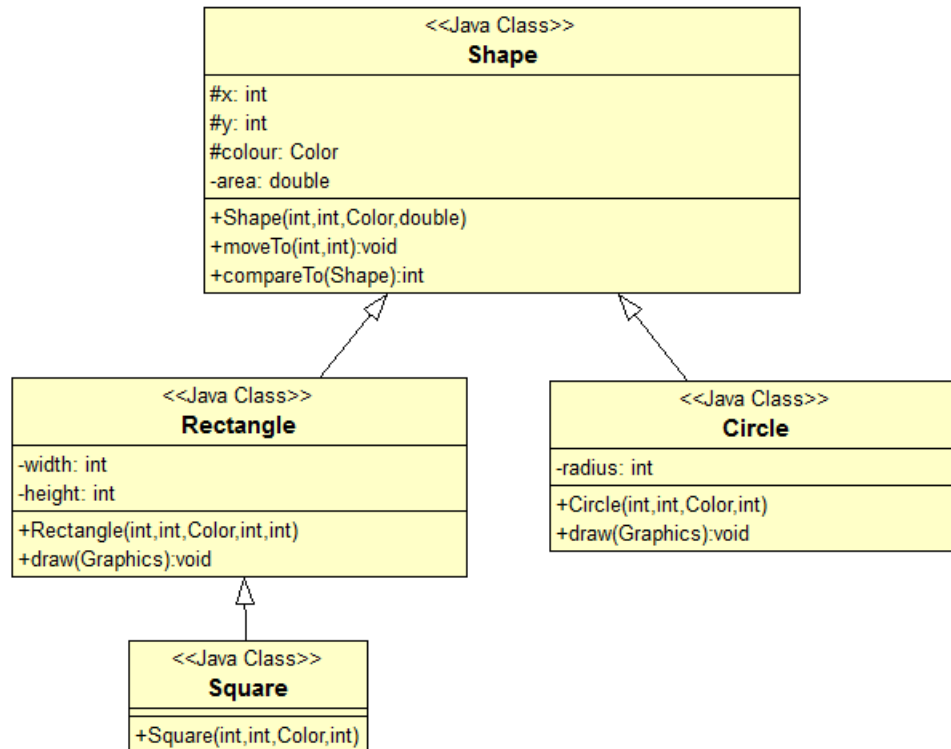 <<Java Class>>
Shape
#x: int
#y: int
#colour: Color
-area: double
+Shape(int,int,Color,double)
+moveTo(int,int):void
+compareTo(Shape):int
<<Java Class>>
Rectangle
-width: int
-height: int
+Rectangle(int,int,Color,int,int)
+draw(Graphics):void
<<Java Class>>
Circle
-radius: int
+Circle(int,int,Color,int)
+draw(Graphics):void
<<Java Class>>
Square
+Square(int,int,Color,int)